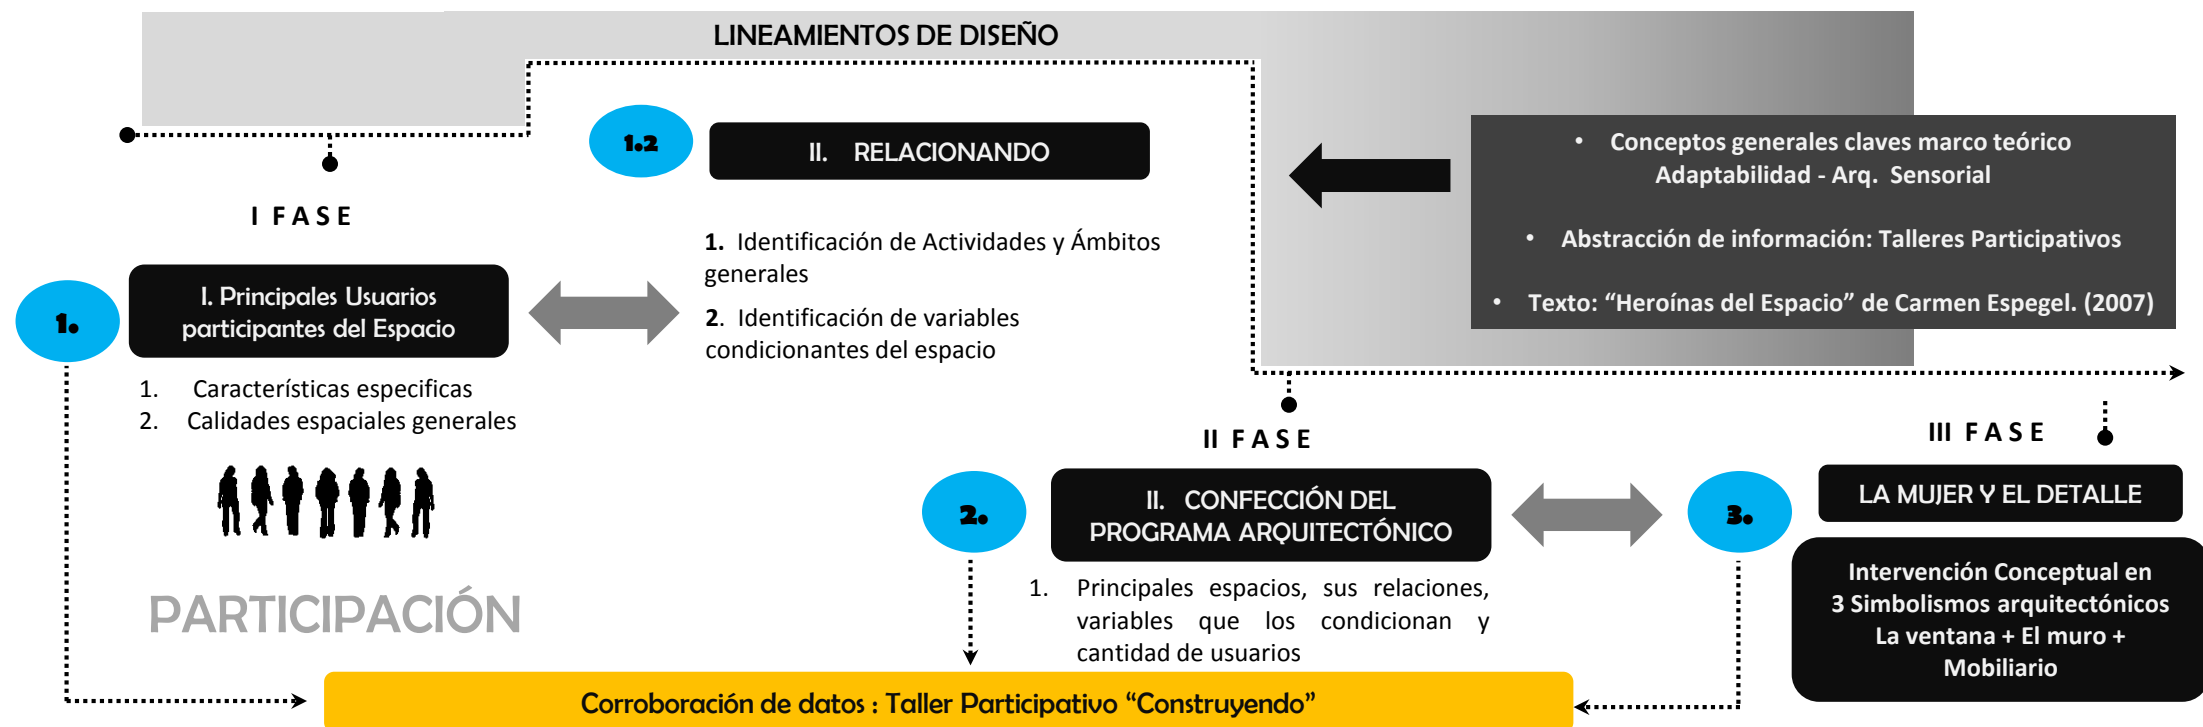 LINEAMIENTOS DE DISEÑO
I F A S E
1.
I. Principales Usuarios
participantes del Espacio
1. Características especificas
2. Calidades espaciales generales
PARTICIPACIÓN
1.2
II. RELACIONANDO
1. Identificación de Actividades y Ámbitos
generales
2. Identificación de variables
condicionantes del espacio
• Conceptos generales claves marco teórico
Adaptabilidad - Arq. Sensorial
• Abstracción de información: Talleres Participativos
• Texto: “Heroínas del Espacio” de Carmen Espegel. (2007)
II F A S E
2.
II. CONFECCIÓN DEL
PROGRAMA ARQUITECTÓNICO
1. Principales espacios, sus relaciones,
variables que los condicionan y
cantidad de usuarios
III F A S E
3.
LA MUJER Y EL DETALLE
Intervención Conceptual en
3 Simbolismos arquitectónicos
La ventana + El muro +
Mobiliario
Corroboración de datos : Taller Participativo “Construyendo”